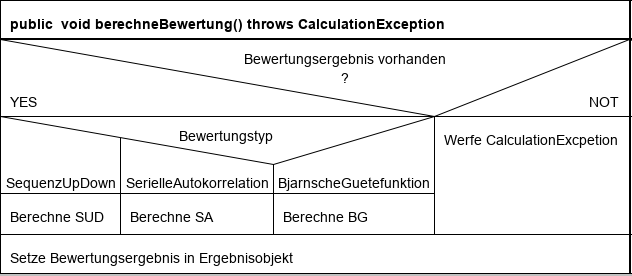 public void berechneBewertung() throws CalculationException
Bewertungsergebnis vorhanden
?
YES
NOT
Bewertungstyp
Werfe CalculationExcpetion
SequenzUpDown
SerielleAutokorrelation
BjarnscheGuetefunktion
Berechne SUD
Berechne SA
Berechne BG
Setze Bewertungsergebnis in Ergebnisobjekt